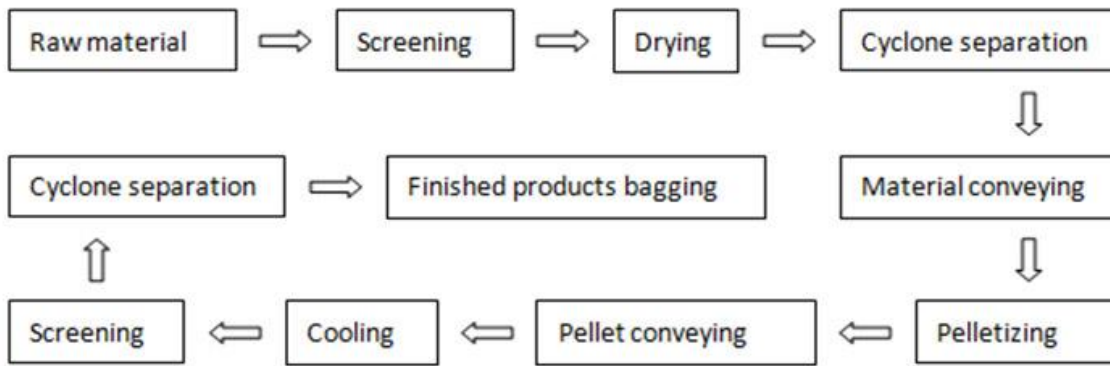 Raw material
Screening
Drying
Cyclone separation
Cyclone separation
Finished products bagging
Material conveying
Screening
Cooling
Pellet conveying
Pelletizing